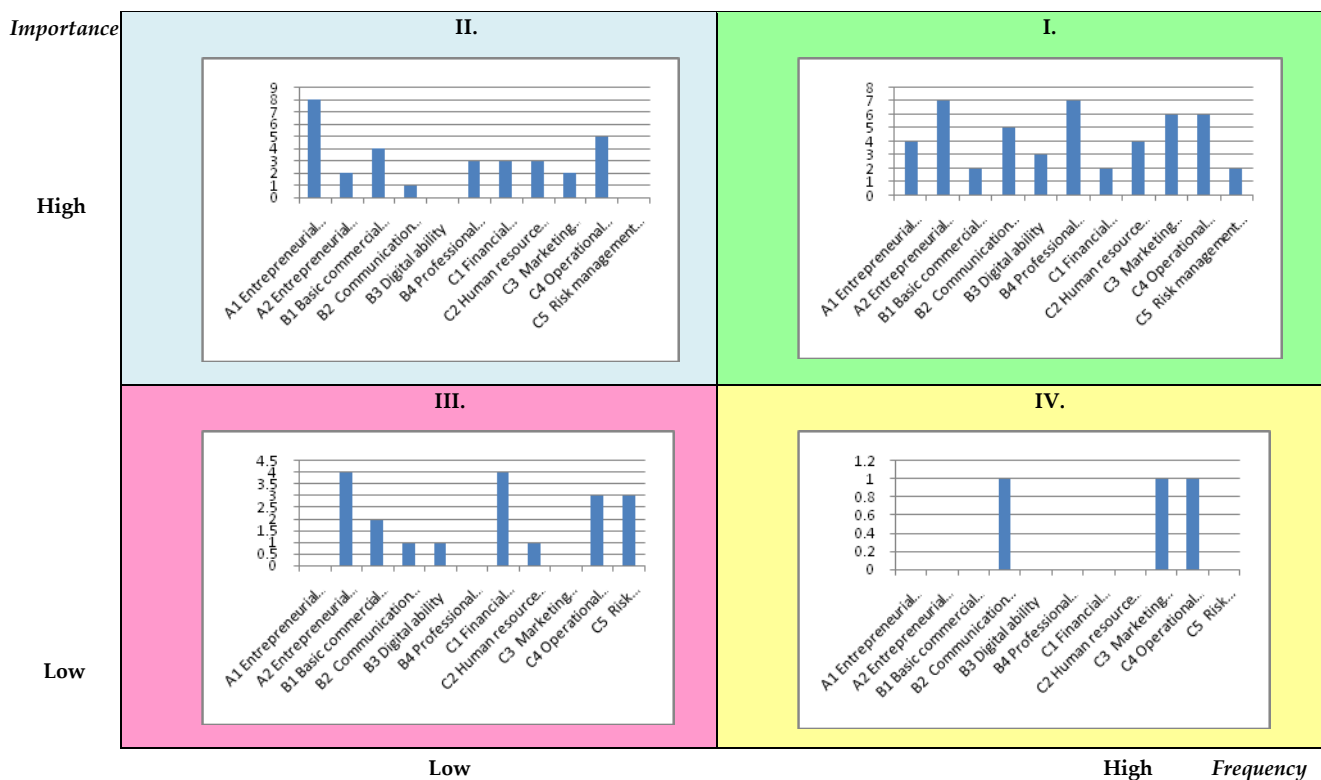 Importance
II.
9
8
7
6
5
4
3
2
1
0
A1 Entrepreneurial...
A2 Entrepreneurial...
B1 Basic commercial...
B2 Communication...
B3 Digital ability
B4 Professional...
C1 Financial...
C2 Human resource...
C3 Marketing...
C4 Operational...
C5 Risk management...
I.
8
7
6
5
4
3
2
1
0
A1 Entrepreneurial...
A2 Entrepreneurial...
B1 Basic commercial...
B2 Communication...
B3 Digital ability
B4 Professional...
C1 Financial...
C2 Human resource...
C3 Marketing...
C4 Operational...
C5 Risk management...
High
III.
4.5
4
3.5
3
2.5
2
1.5
1
0.5
0
A1 Entrepreneurial...
A2 Entrepreneurial...
B1 Basic commercial...
B2 Communication...
B3 Digital ability
B4 Professional...
C1 Financial...
C2 Human resource...
C3 Marketing...
C4 Operational...
C5 Risk...
IV.
1.2
1
0.8
0.6
0.4
0.2
0
A1 Entrepreneurial...
A2 Entrepreneurial...
B1 Basic commercial...
B2 Communication...
B3 Digital ability
B4 Professional...
C1 Financial...
C2 Human resource...
C3 Marketing...
C4 Operational...
C5 Risk...
Low
Low
High Frequency